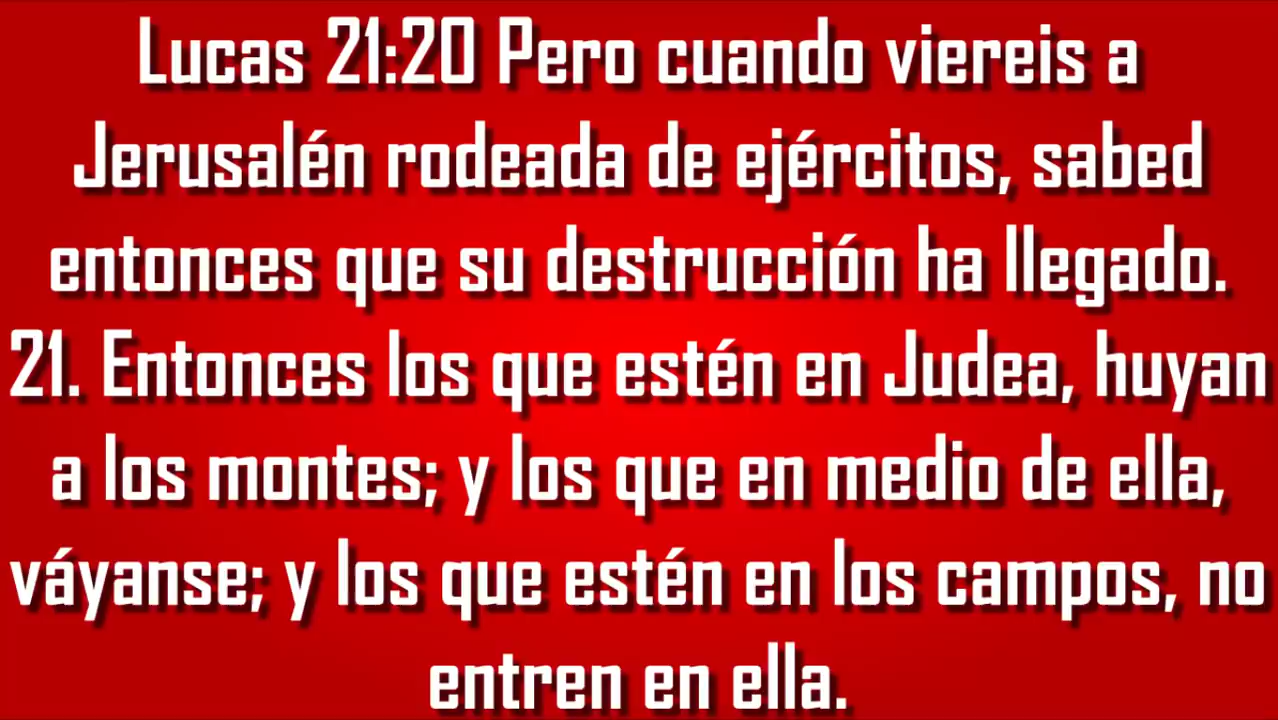 Lucas 21:20 Pero cuando viereis a
Jerusalén rodeada de ejércitos, sabed
entonces que su destrucción ha llegado.
21. Entonces los que estén en Judea, huyan
a los montes; y los que en medio de ella,
váyanse; y los que estén en los campos, no
entren en ella.